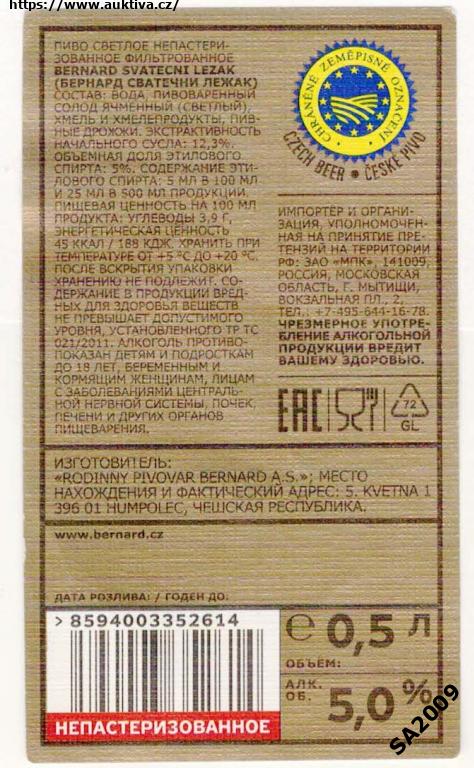 https://www.auktiva.cz/
ПИВО СВЕТЛОЕ НЕПАСТЕРИ-
ЗОВАННОЕ ФИЛЬТРОВАННОЕ
BERNARD SVATECNI LEZAK
(БЕРНАРД СВАТЕЧНИ ЛЕЖАК)
СОСТАВ: ВОДА, ПИВОВАРЕННЫЙ
СОЛОД ЯЧМЕННЫЙ (СВЕТЛЫЙ),
ХМЕЛЬ И ХМЕЛЕПРОДУКТЫ, ПИВ-
НЫЕ ДРОЖЖИ. ЭКСТРАКТИВНОСТЬ
НАЧАЛЬНОГО СУСЛА: 12,3%.
ОБЪЕМНАЯ ДОЛЯ ЭТИЛОВОГО
СПИРТА: 5%. СОДЕРЖАНИЕ ЭТИ-
ЛОВОГО СПИРТА: 5 МЛ В 100 МЛ
И 25 МЛ В 500 МЛ ПРОДУКЦИИ.
ПИЩЕВАЯ ЦЕННОСТЬ НА 100 МЛ
ПРОДУКТА: УГЛЕВОДЫ 3,9 Г,
ЭНЕРГЕТИЧЕСКАЯ ЦЕННОСТЬ
45 ККАЛ / 188 КДЖ. ХРАНИТЬ ПРИ
ТЕМПЕРАТУРЕ ОТ +5 °C ДО +20 °C.
ПОСЛЕ ВСКРЫТИЯ УПАКОВКИ
ХРАНЕНИЮ НЕ ПОДЛЕЖИТ. СО-
ДЕРЖАНИЕ В ПРОДУКЦИИ ВРЕД-
НЫХ ДЛЯ ЗДОРОВЬЯ ВЕЩЕСТВ
НЕ ПРЕВЫШАЕТ ДОПУСТИМОГО
УРОВНЯ, УСТАНОВЛЕННОГО ТР ТС
021/2011. АЛКОГОЛЬ ПРОТИВО-
ПОКАЗАН ДЕТЯМ И ПОДРОСТКАМ
ДО 18 ЛЕТ, БЕРЕМЕННЫМ И
КОРМЯЩИМ ЖЕНЩИНАМ, ЛИЦАМ
С ЗАБОЛЕВАНИЯМИ ЦЕНТРАЛЬ-
НОЙ НЕРВНОЙ СИСТЕМЫ, ПОЧЕК,
ПЕЧЕНИ И ДРУГИХ ОРГАНОВ
ПИЩЕВАРЕНИЯ.
CHRÁNĚNÉ ZEMĚPISNÉ OZNAČENÍ
CZECH BEER • ČESKÉ PIVO
ИМПОРТЁР И ОРГАНИ-
ЗАЦИЯ, УПОЛНОМОЧЕН-
НАЯ НА ПРИНЯТИЕ ПРЕ-
ТЕНЗИЙ НА ТЕРРИТОРИИ
РФ: ЗАО «МПК», 141009,
РОССИЯ, МОСКОВСКАЯ
ОБЛАСТЬ, Г. МЫТИЩИ,
ВОКЗАЛЬНАЯ ПЛ., 2,
ТЕЛ.: +7-495-644-16-78.
ЧРЕЗМЕРНОЕ УПОТРЕ-
БЛЕНИЕ АЛКОГОЛЬНОЙ
ПРОДУКЦИИ ВРЕДИТ
ВАШЕМУ ЗДОРОВЬЮ.
EAC
72
GL
ИЗГОТОВИТЕЛЬ:
«RODINNY PIVOVAR BERNARD A.S.»; МЕСТО
НАХОЖДЕНИЯ И ФАКТИЧЕСКИЙ АДРЕС: 5. KVETNA 1
396 01 HUMPOLEC, ЧЕШСКАЯ РЕСПУБЛИКА.
www.bernard.cz
ДАТА РОЗЛИВА: / ГОДЕН ДО:
>8594003352614
НЕПАСТЕРИЗОВАННОЕ
℮ 0,5 Л
ОБЪЕМ:
АЛК.
ОБ.
5,0%
SA2009